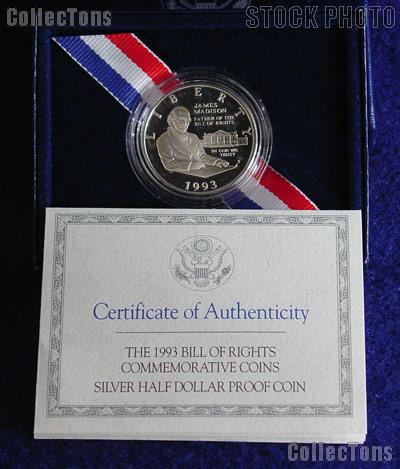 CollecTons
STOCK PHOTO
LIBERTY
JAMES
MADISON
FATHER OF THE
BILL OF RIGHTS
IN GOD WE
TRUST
1993
Certificate of Authenticity
THE 1993 BILL OF RIGHTS
COMMEMORATIVE COINS
SILVER HALF DOLLAR PROOF COIN
CollecTons